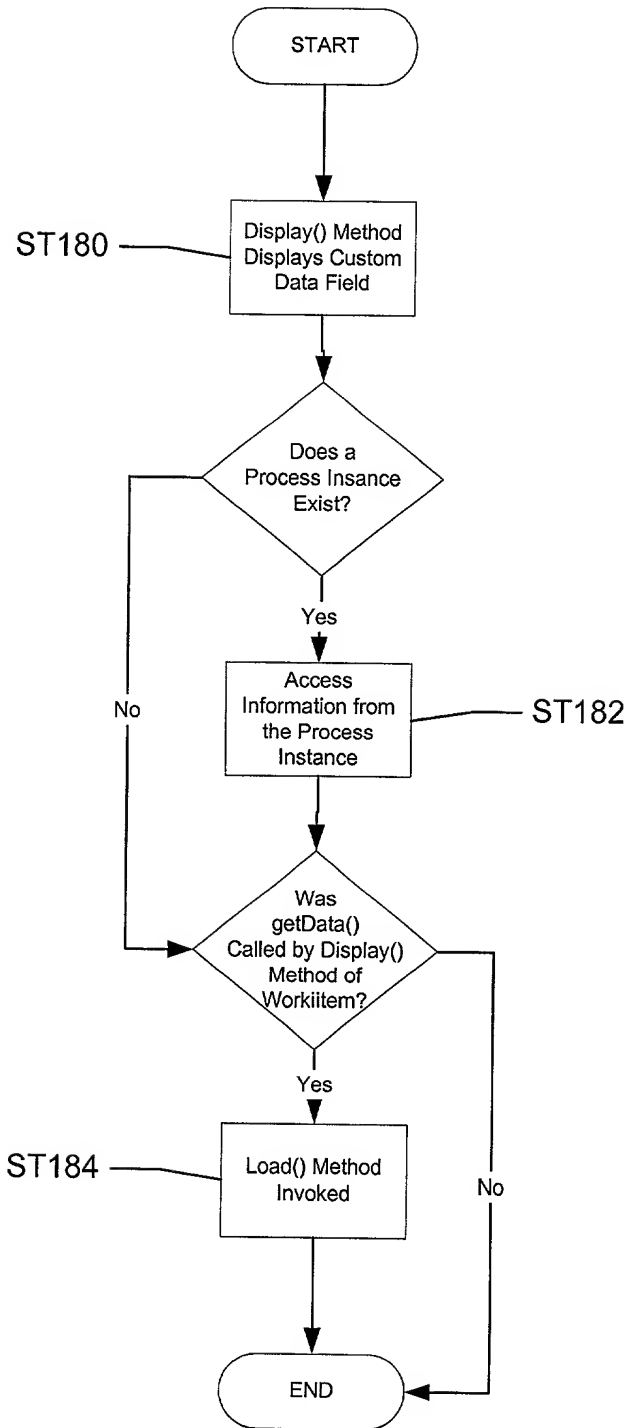 START
ST180
Display() Method
Displays Custom
Data Field
Does a
Process Insance
Exist?
Yes
No
Access
Information from
the Process
Instance
ST182
Was
getData()
Called by Display()
Method of
Workiitem?
Yes
No
ST184
Load() Method
Invoked
END